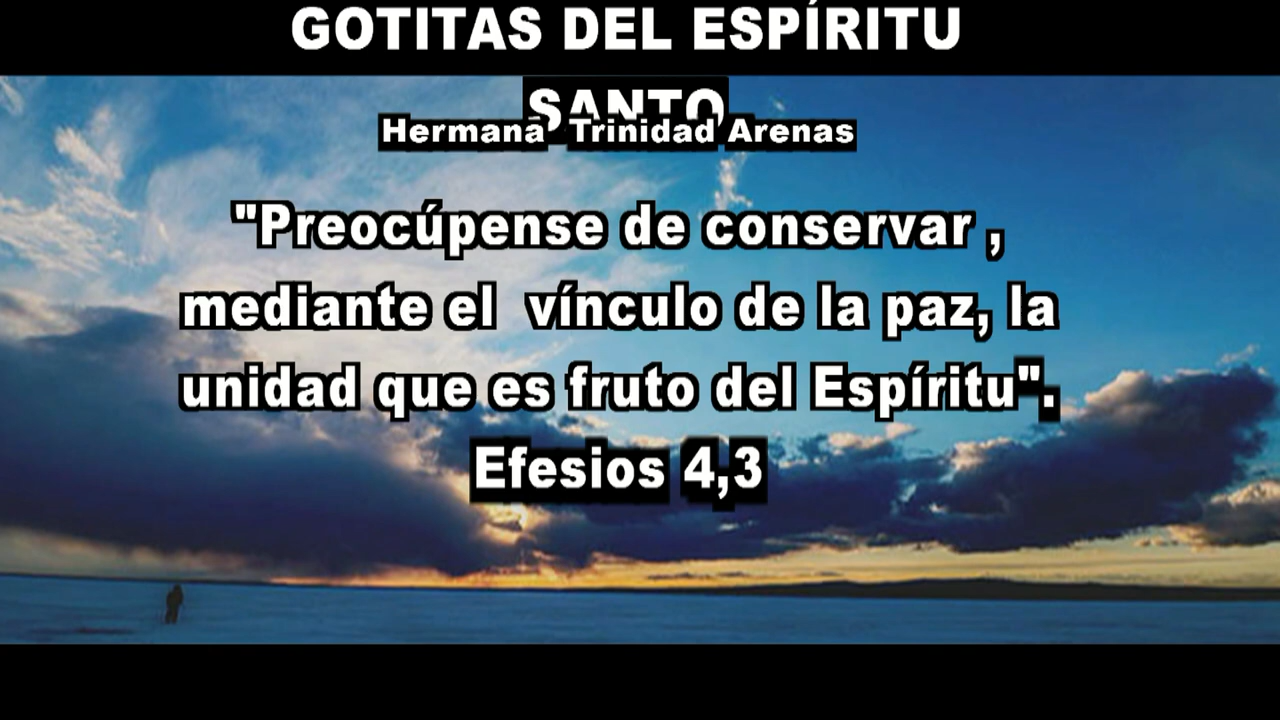 GOTITAS DEL ESPÍRITU
SANTO
Hermana Trinidad Arenas
"Preocúpense de conservar ,
mediante el vínculo de la paz, la
unidad que es fruto del Espíritu".
Efesios 4,3